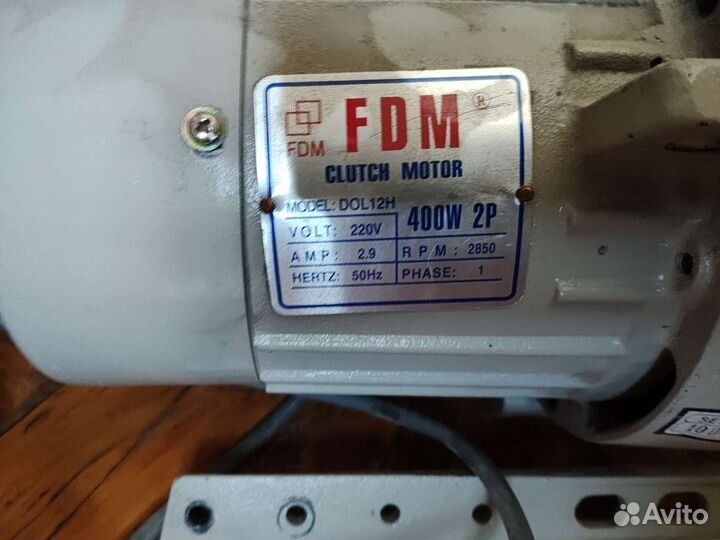 FDM ®
FDM
CLUTCH MOTOR
MODEL: DOL12H
400W 2P
VOLT: 220V
AMP: 2.9 RPM: 2850
HERTZ: 50Hz PHASE: 1
Avito